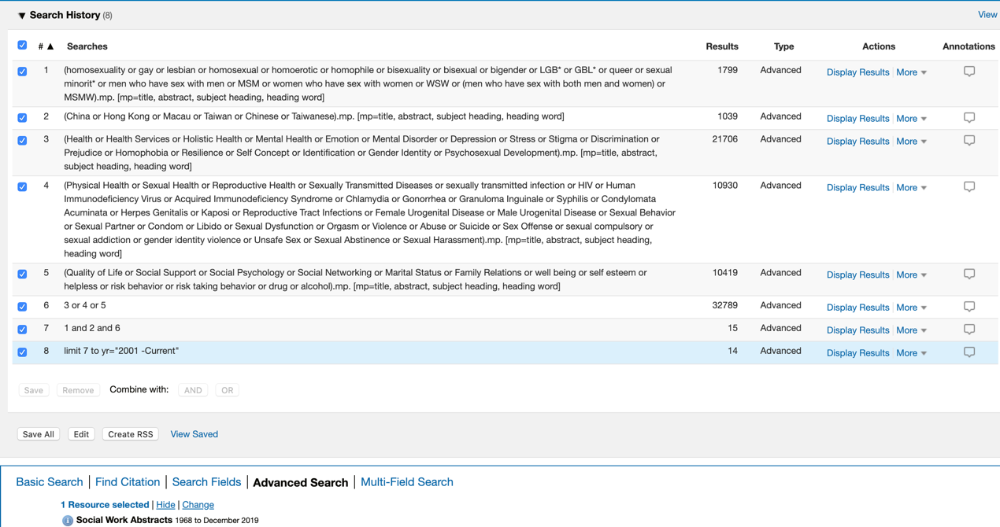 ▼ Search History (8) View
# ▲ Searches Results Type Actions Annotations
1 (homosexuality or gay or lesbian or homosexual or homoerotic or homophile or bisexuality or bisexual or bigender or LGB* or GBL* or queer or sexual 1799 Advanced Display Results | More ▼
minorit* or men who have sex with men or MSM or women who have sex with women or WSW or (men who have sex with both men and women) or
MSMW).mp. [mp=title, abstract, subject heading, heading word]
2 (China or Hong Kong or Macau or Taiwan or Chinese or Taiwanese).mp. [mp=title, abstract, subject heading, heading word] 1039 Advanced Display Results | More ▼
3 (Health or Health Services or Holistic Health or Mental Health or Emotion or Mental Disorder or Depression or Stress or Stigma or Discrimination or 21706 Advanced Display Results | More ▼
Prejudice or Homophobia or Resilience or Self Concept or Identification or Gender Identity or Psychosexual Development).mp. [mp=title, abstract,
subject heading, heading word]
4 (Physical Health or Sexual Health or Reproductive Health or Sexually Transmitted Diseases or sexually transmitted infection or HIV or Human 10930 Advanced Display Results | More ▼
Immunodeficiency Virus or Acquired Immunodeficiency Syndrome or Chlamydia or Gonorrhea or Granuloma Inguinale or Syphilis or Condylomata
Acuminata or Herpes Genitalis or Kaposi or Reproductive Tract Infections or Female Urogenital Disease or Male Urogenital Disease or Sexual Behavior
or Sexual Partner or Condom or Libido or Sexual Dysfunction or Orgasm or Violence or Abuse or Suicide or Sex Offense or sexual compulsory or
sexual addiction or gender identity violence or Unsafe Sex or Sexual Abstinence or Sexual Harassment).mp. [mp=title, abstract, subject heading,
heading word]
5 (Quality of Life or Social Support or Social Psychology or Social Networking or Marital Status or Family Relations or well being or self esteem or 10419 Advanced Display Results | More ▼
helpless or risk behavior or risk taking behavior or drug or alcohol).mp. [mp=title, abstract, subject heading, heading word]
6 3 or 4 or 5 32789 Advanced Display Results | More ▼
7 1 and 2 and 6 15 Advanced Display Results | More ▼
8 limit 7 to yr="2001 -Current" 14 Advanced Display Results | More ▼
Save Remove Combine with: AND OR
Save All Edit Create RSS View Saved
Basic Search | Find Citation | Search Fields | Advanced Search | Multi-Field Search
1 Resource selected | Hide | Change
i Social Work Abstracts 1968 to December 2019